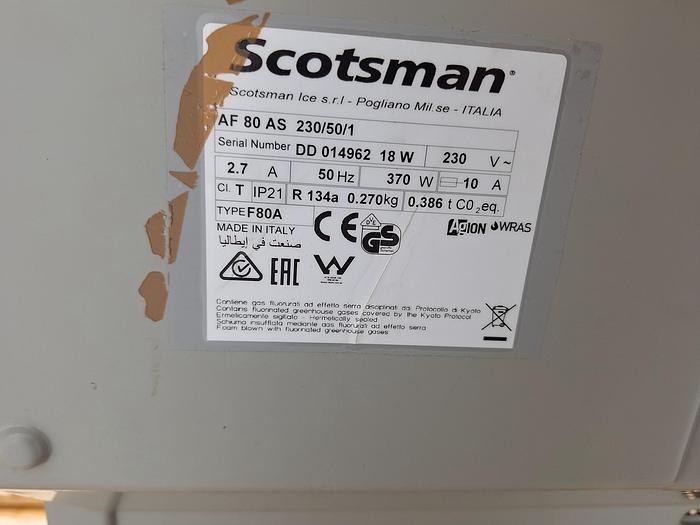 Scotsman®
Scotsman Ice s.r.l - Pogliano Mil.se - ITALIA
AF 80 AS 230/50/1
Serial Number DD 014962 18 W 230 V ~
2.7 A 50 Hz 370 W 10 A
Cl. T IP21 R 134a 0.270kg 0.386 t CO2 eq.
TYPE F80A
MADE IN ITALY
صنعت في إيطاليا
CE
GS
AgION WRAS
EAC
W
Contiene gas fluorurati ad effetto serra disciplinati da Protocollo di Kyoto
Contains fluorinated greenhouse gases covered by the Kyoto Protocol
Ermeticamente sigillato - Hermetically sealed
Schiuma insufflata mediante gas fluorurati ad effetto serra
Foam blown with fluorinated greenhouse gases